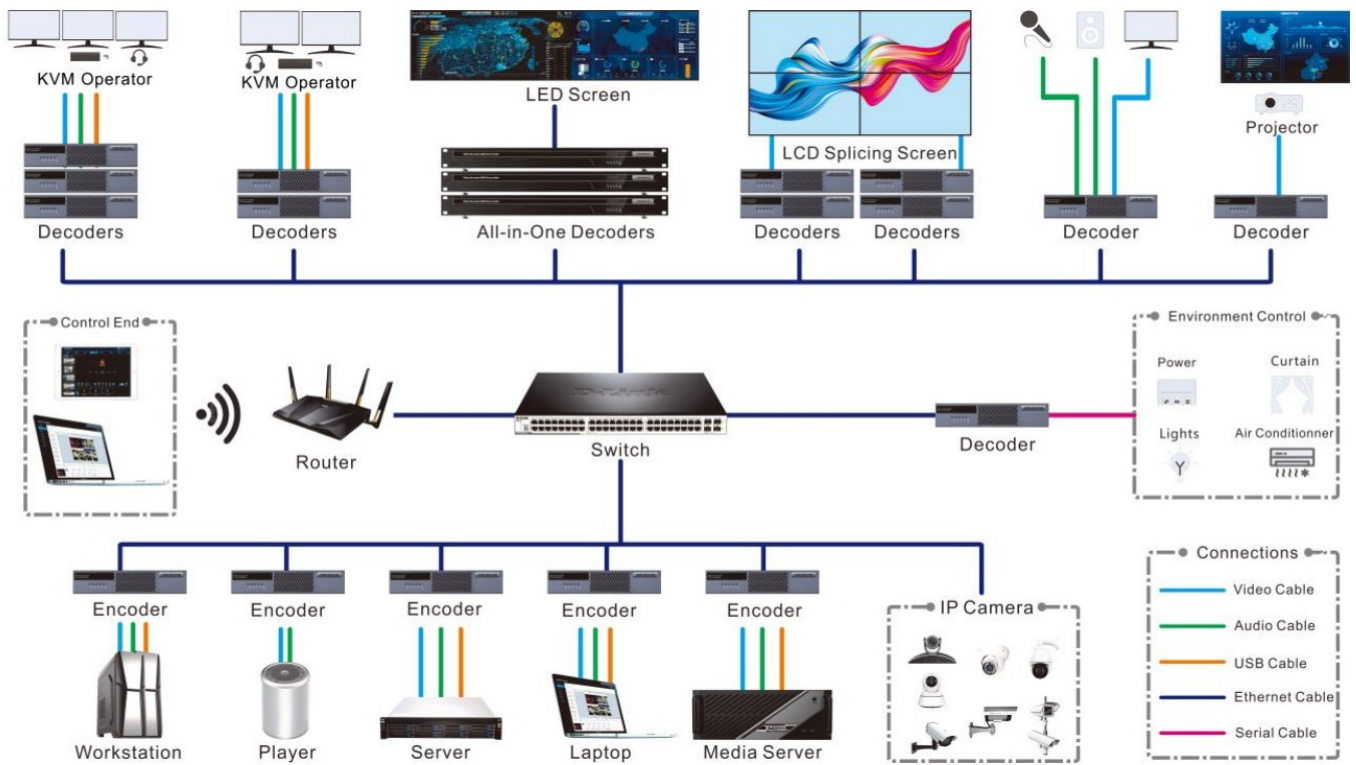 KVM Operator
KVM Operator
LED Screen
LCD Splicing Screen
Projector
Decoders
Decoders
All-in-One Decoders
Decoders
Decoders
Decoder
Decoder
Control End
Environment Control
Power
Curtain
Lights
Air Conditionner
D-Link
Router
Switch
Decoder
Encoder
Encoder
Encoder
Encoder
Encoder
IP Camera
Workstation
Player
Server
Laptop
Media Server
Connections
Video Cable
Audio Cable
USB Cable
Ethernet Cable
Serial Cable